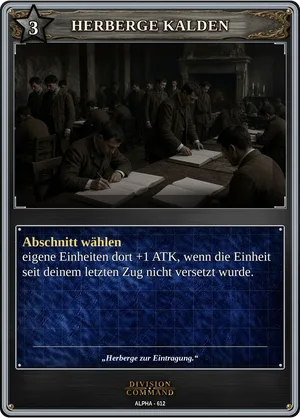 3
HERBERGE KALDEN
Abschnitt wählen
eigene Einheiten dort +1 ATK, wenn die Einheit
seit deinem letzten Zug nicht versetzt wurde.
„Herberge zur Eintragung.“
DIVISION
COMMAND
ALPHA - 612